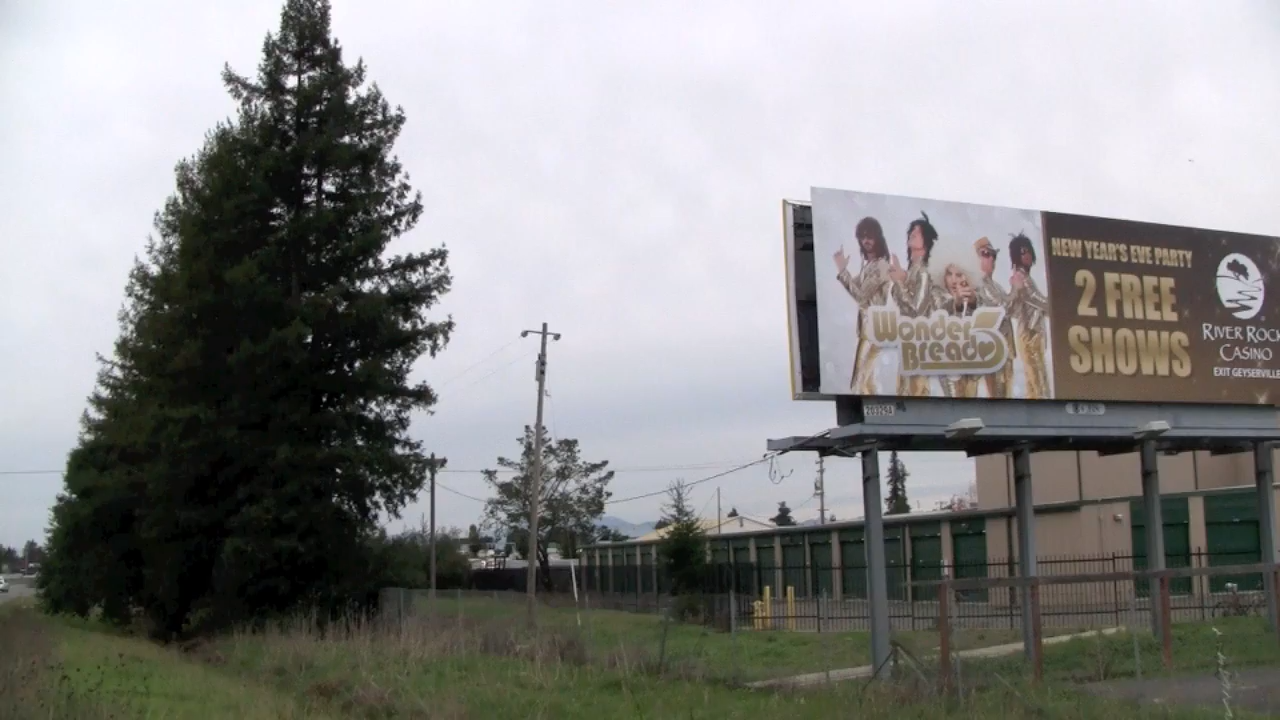 Wonder
Bread 5
NEW YEAR'S EVE PARTY
2 FREE
SHOWS
RIVER ROCK
CASINO
EXIT GEYSERVILLE